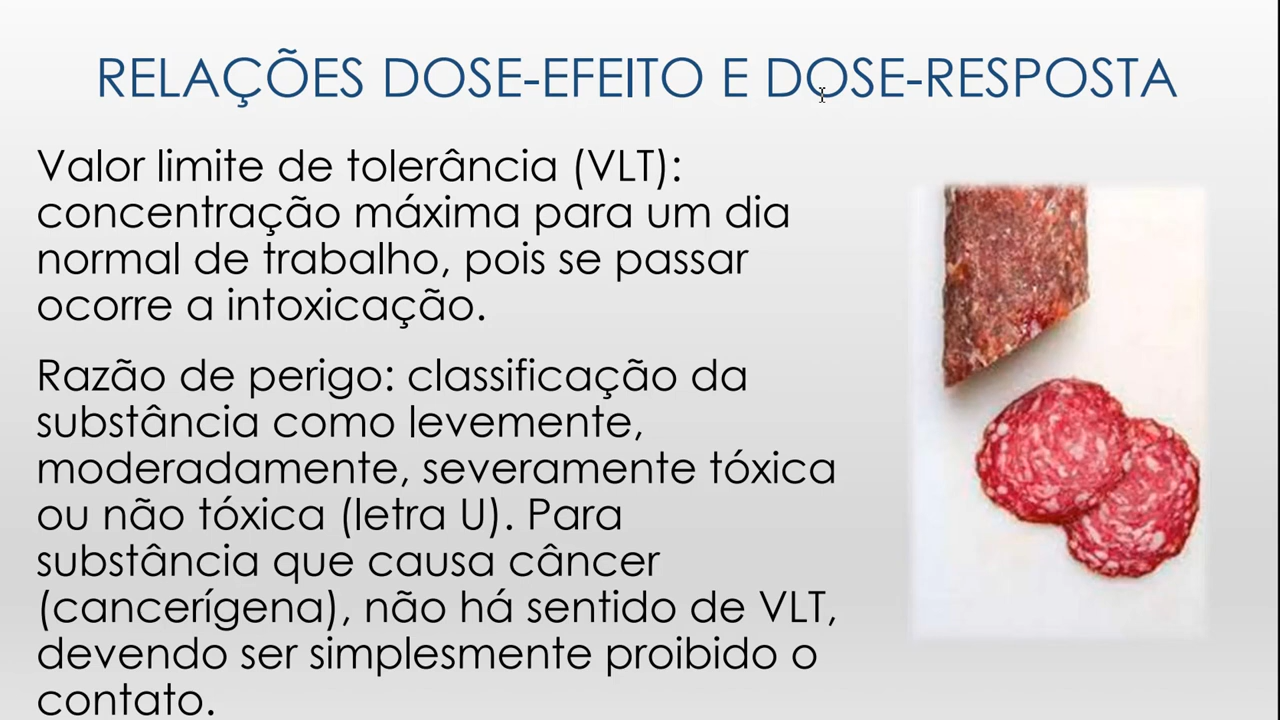 RELAÇÕES DOSE-EFEITO E DOSE-RESPOSTA
Valor limite de tolerância (VLT):
concentração máxima para um dia
normal de trabalho, pois se passar
ocorre a intoxicação.
Razão de perigo: classificação da
substância como levemente,
moderadamente, severamente tóxica
ou não tóxica (letra U). Para
substância que causa câncer
(cancerígena), não há sentido de VLT,
devendo ser simplesmente proibido o
contato.